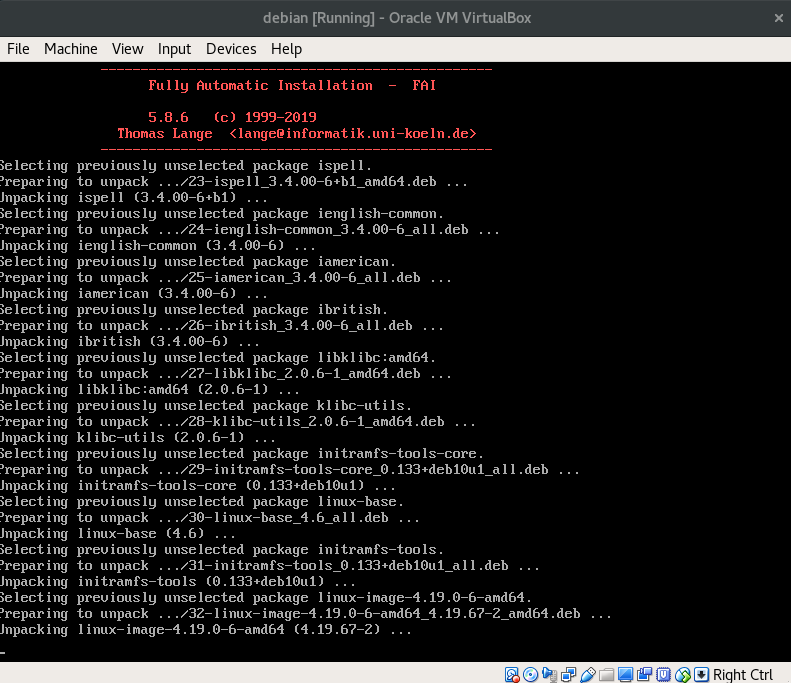 debian [Running] - Oracle VM VirtualBox
File Machine View Input Devices Help
Fully Automatic Installation - FAI
5.8.6 (c) 1999-2019
Thomas Lange <lange@informatik.uni-koeln.de>
Selecting previously unselected package ispell.
Preparing to unpack .../23-ispell_3.4.00-6+b1_amd64.deb ...
Unpacking ispell (3.4.00-6+b1) ...
Selecting previously unselected package ienglish-common.
Preparing to unpack .../24-ienglish-common_3.4.00-6_all.deb ...
Unpacking ienglish-common (3.4.00-6) ...
Selecting previously unselected package iamerican.
Preparing to unpack .../25-iamerican_3.4.00-6_all.deb ...
Unpacking iamerican (3.4.00-6) ...
Selecting previously unselected package ibritish.
Preparing to unpack .../26-ibritish_3.4.00-6_all.deb ...
Unpacking ibritish (3.4.00-6) ...
Selecting previously unselected package libklibc:amd64.
Preparing to unpack .../27-libklibc_2.0.6-1_amd64.deb ...
Unpacking libklibc:amd64 (2.0.6-1) ...
Selecting previously unselected package klibc-utils.
Preparing to unpack .../28-klibc-utils_2.0.6-1_amd64.deb ...
Unpacking klibc-utils (2.0.6-1) ...
Selecting previously unselected package initramfs-tools-core.
Preparing to unpack .../29-initramfs-tools-core_0.133+deb10u1_all.deb ...
Unpacking initramfs-tools-core (0.133+deb10u1) ...
Selecting previously unselected package linux-base.
Preparing to unpack .../30-linux-base_4.6_all.deb ...
Unpacking linux-base (4.6) ...
Selecting previously unselected package initramfs-tools.
Preparing to unpack .../31-initramfs-tools_0.133+deb10u1_all.deb ...
Unpacking initramfs-tools (0.133+deb10u1) ...
Selecting previously unselected package linux-image-4.19.0-6-amd64.
Preparing to unpack .../32-linux-image-4.19.0-6-amd64_4.19.67-2_amd64.deb ...
Unpacking linux-image-4.19.0-6-amd64 (4.19.67-2) ...
Right Ctrl